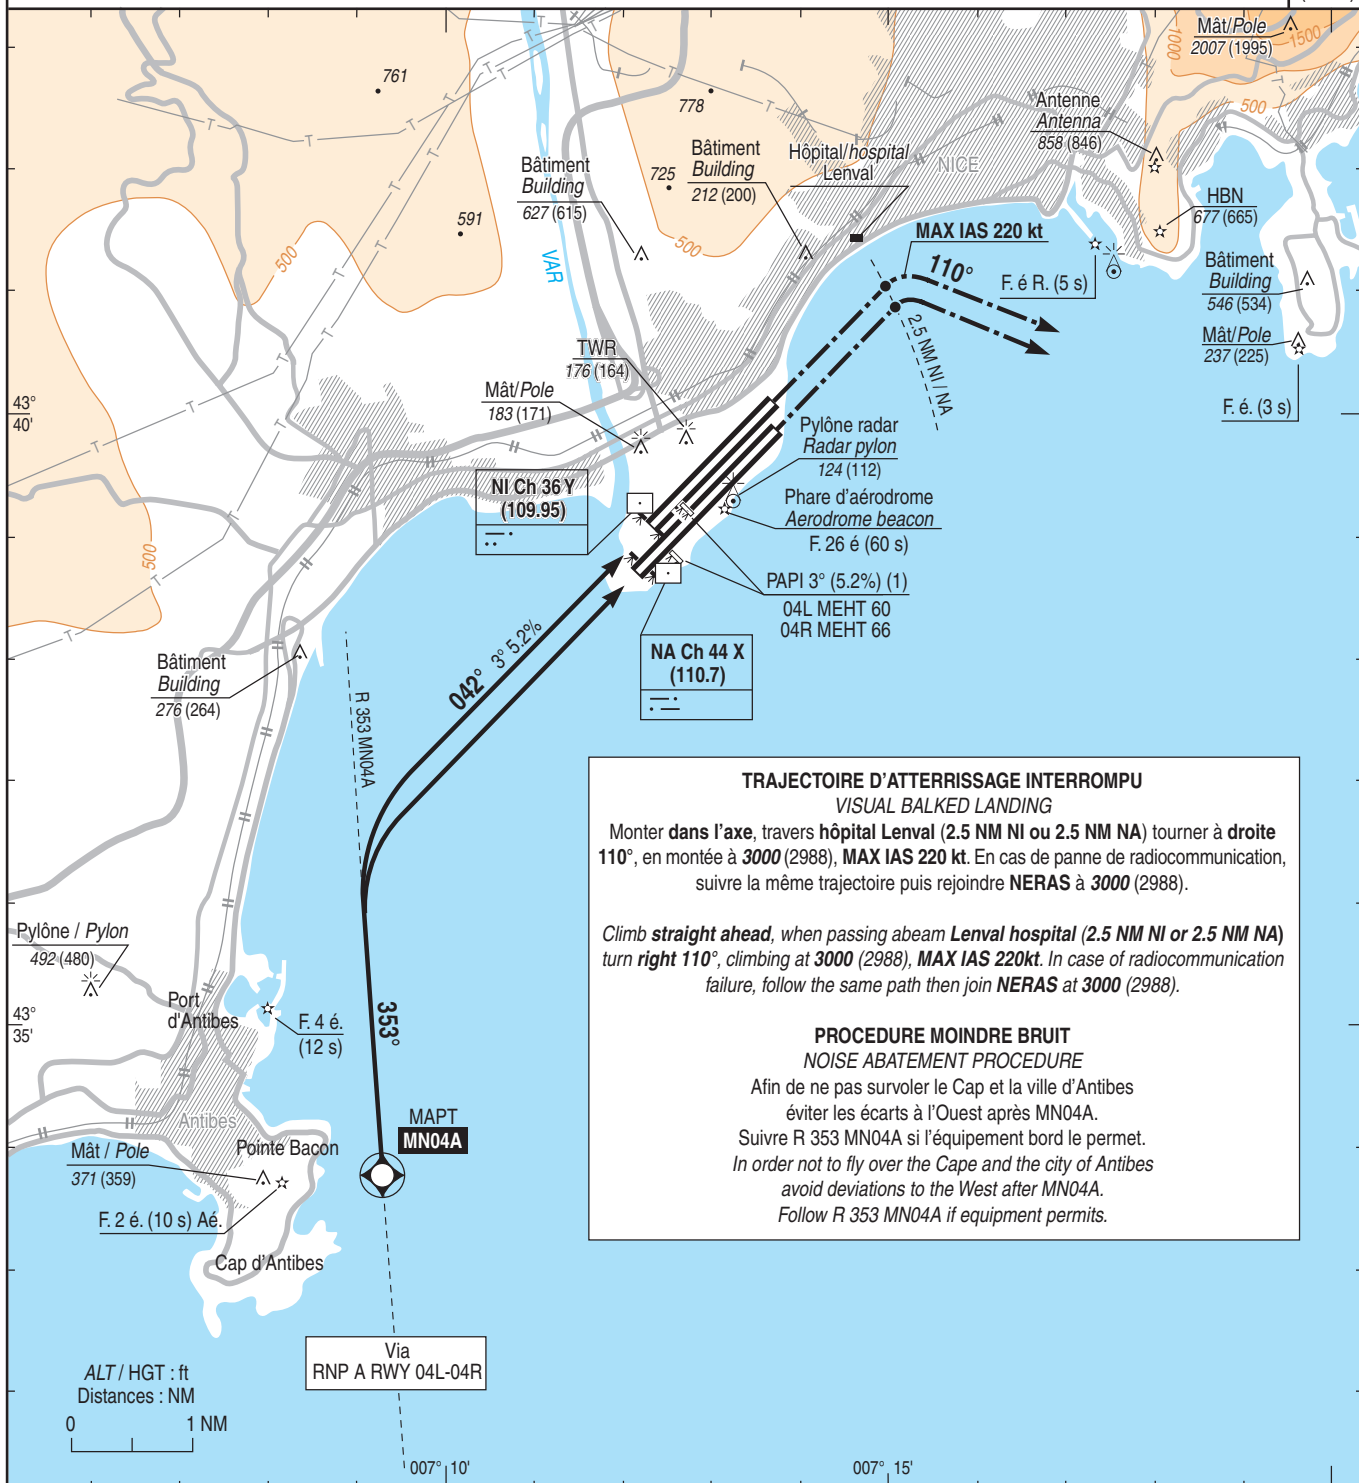 Mât/Pole
2007 (1995)
1500
1000
500
761
778
Antenne
Antenna
858 (846)
Bâtiment
Building
627 (615)
725
Bâtiment
Building
212 (200)
Hôpital/hospital
Lenval
NICE
HBN
677 (665)
591
500
500
VAR
MAX IAS 220 kt
110°
F. é R. (5 s)
Bâtiment
Building
546 (534)
Mât/Pole
237 (225)
F. é. (3 s)
2.5 NM NI / NA
TWR
176 (164)
Mât/Pole
183 (171)
43°
40'
Pylône radar
Radar pylon
124 (112)
NI Ch 36 Y
(109.95)
Phare d'aérodrome
Aerodrome beacon
F. 26 é (60 s)
500
PAPI 3° (5.2%) (1)
04L MEHT 60
04R MEHT 66
NA Ch 44 X
(110.7)
042° 3° 5.2%
Bâtiment
Building
276 (264)
R 353 MN04A
TRAJECTOIRE D'ATTERRISSAGE INTERROMPU
VISUAL BALKED LANDING
Monter dans l'axe, travers hôpital Lenval (2.5 NM NI ou 2.5 NM NA) tourner à droite
110°, en montée à 3000 (2988), MAX IAS 220 kt. En cas de panne de radiocommunication,
suivre la même trajectoire puis rejoindre NERAS à 3000 (2988).
Climb straight ahead, when passing abeam Lenval hospital (2.5 NM NI or 2.5 NM NA)
turn right 110°, climbing at 3000 (2988), MAX IAS 220kt. In case of radiocommunication
failure, follow the same path then join NERAS at 3000 (2988).
PROCEDURE MOINDRE BRUIT
NOISE ABATEMENT PROCEDURE
Afin de ne pas survoler le Cap et la ville d'Antibes
éviter les écarts à l'Ouest après MN04A.
Suivre R 353 MN04A si l'équipement bord le permet.
In order not to fly over the Cape and the city of Antibes
avoid deviations to the West after MN04A.
Follow R 353 MN04A if equipment permits.
Pylône / Pylon
492 (480)
Port
d'Antibes
F. 4 é.
(12 s)
43°
35'
353°
Antibes
MAPT
MN04A
Mât / Pole
371 (359)
Pointe Bacon
F. 2 é. (10 s) Aé.
Cap d'Antibes
Via
RNP A RWY 04L-04R
ALT / HGT : ft
Distances : NM
0 1 NM
007° 10'
007° 15'